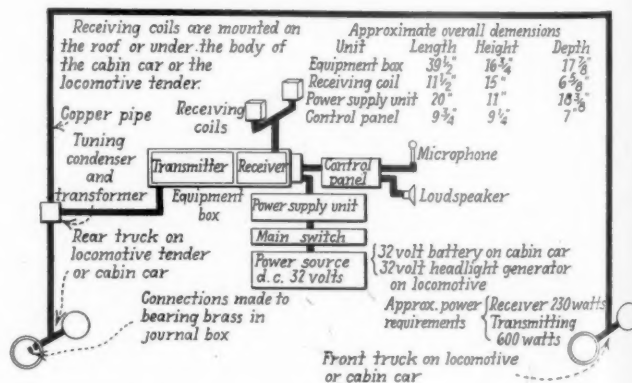 Receiving coils are mounted on
the roof or under the body of
the cabin car or the
locomotive tender.
Approximate overall demensions
Unit Length Height Depth
Equipment box 39½" 16¾" 17⅞"
Receiving coil 11½" 15" 6⅝"
Power supply unit 20" 11" 18⅜"
Control panel 9¾" 9¼" 7"
Copper pipe
Receiving
coils
Tuning
condenser
and
transformer
Transmitter
Receiver
Equipment
box
Control
panel
Microphone
Loudspeaker
Power supply unit
Main switch
Power source
d.c. 32 volts
32 volt battery on cabin car
32 volt headlight generator
on locomotive
Rear truck on
locomotive tender
or cabin car
Connections made to
bearing brass in
journal box
Approx. power
requirements
Receiver 230 watts
Transmitting
600 watts
Front truck on locomotive
or cabin car